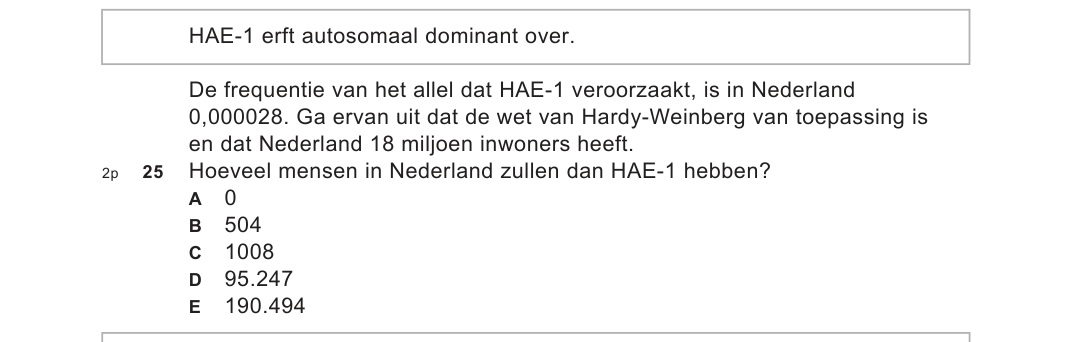 HAE-1 erft autosomaal dominant over.
De frequentie van het allel dat HAE-1 veroorzaakt, is in Nederland
0,000028. Ga ervan uit dat de wet van Hardy-Weinberg van toepassing is
en dat Nederland 18 miljoen inwoners heeft.
2p 25 Hoeveel mensen in Nederland zullen dan HAE-1 hebben?
A 0
B 504
C 1008
D 95.247
E 190.494